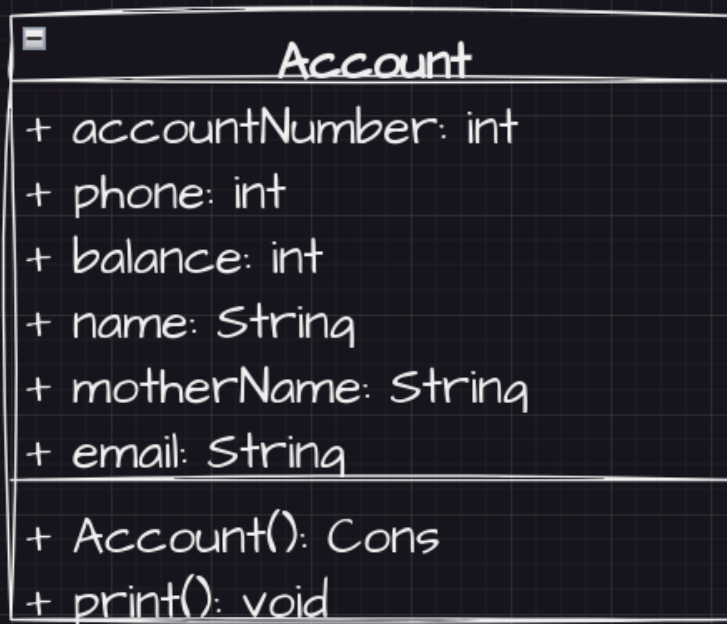 Account
+ accountNumber: int
+ phone: int
+ balance: int
+ name: String
+ motherName: String
+ email: String
+ Account(): Cons
+ print(): void